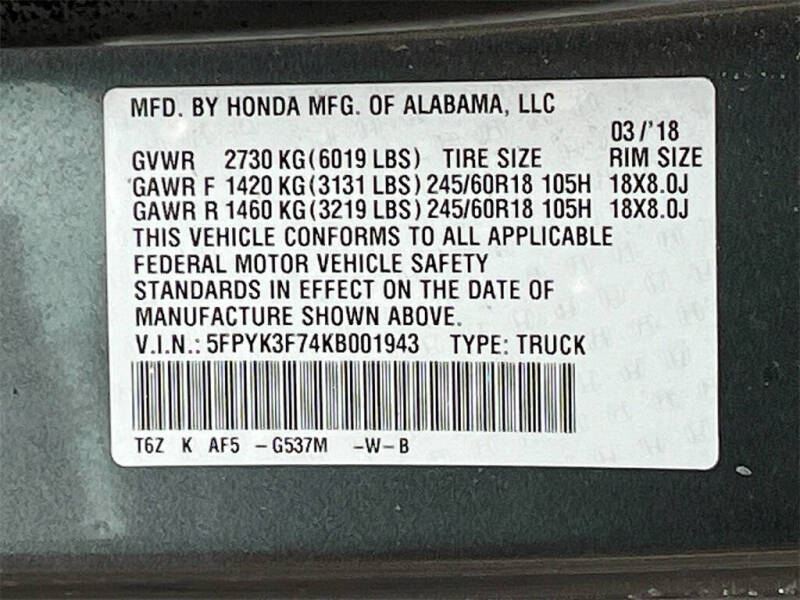 MFD. BY HONDA MFG. OF ALABAMA, LLC
03/'18
GVWR 2730 KG(6019 LBS) TIRE SIZE RIM SIZE
GAWR F 1420 KG(3131 LBS) 245/60R18 105H 18X8.0J
GAWR R 1460 KG(3219 LBS) 245/60R18 105H 18X8.0J
THIS VEHICLE CONFORMS TO ALL APPLICABLE
FEDERAL MOTOR VEHICLE SAFETY
STANDARDS IN EFFECT ON THE DATE OF
MANUFACTURE SHOWN ABOVE.
V.I.N.: 5FPYK3F74KB001943 TYPE: TRUCK
T6Z K AF5 -G537M -W-B